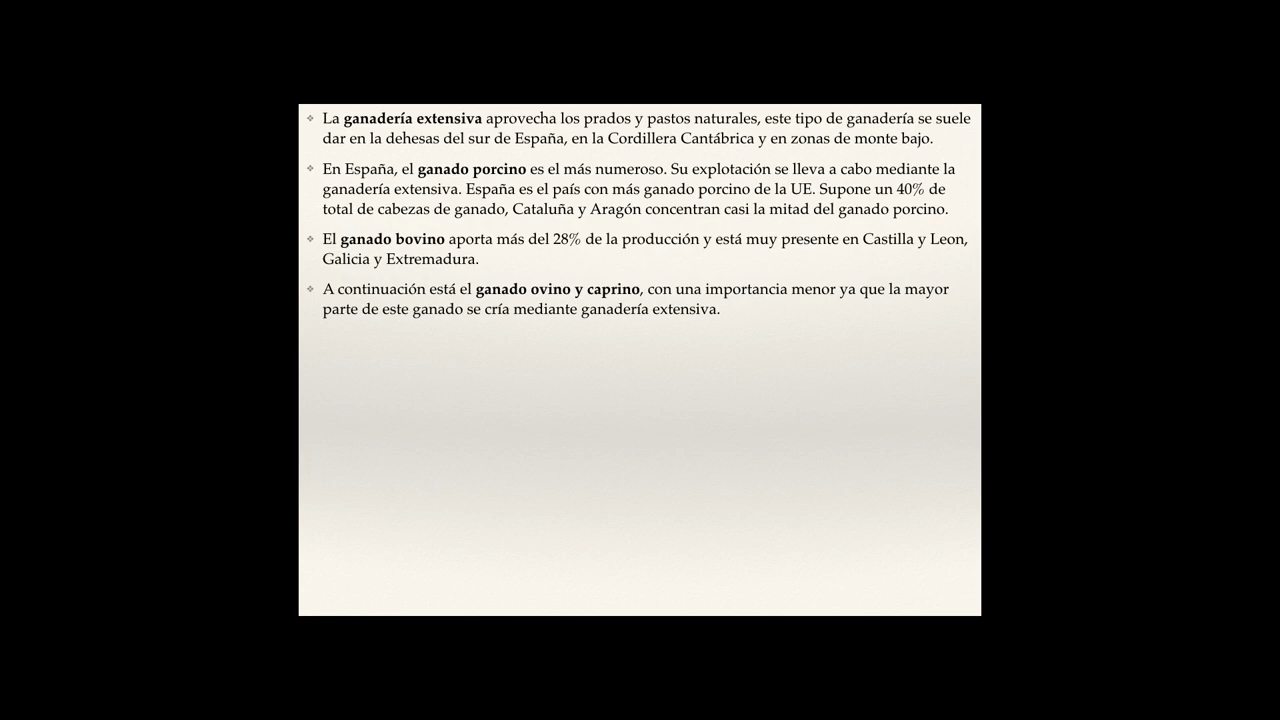 La ganadería extensiva aprovecha los prados y pastos naturales, este tipo de ganadería se suele
dar en la dehesas del sur de España, en la Cordillera Cantábrica y en zonas de monte bajo.
En España, el ganado porcino es el más numeroso. Su explotación se lleva a cabo mediante la
ganadería extensiva. España es el país con más ganado porcino de la UE. Supone un 40% de
total de cabezas de ganado, Cataluña y Aragón concentran casi la mitad del ganado porcino.
El ganado bovino aporta más del 28% de la producción y está muy presente en Castilla y Leon,
Galicia y Extremadura.
A continuación está el ganado ovino y caprino, con una importancia menor ya que la mayor
parte de este ganado se cría mediante ganadería extensiva.